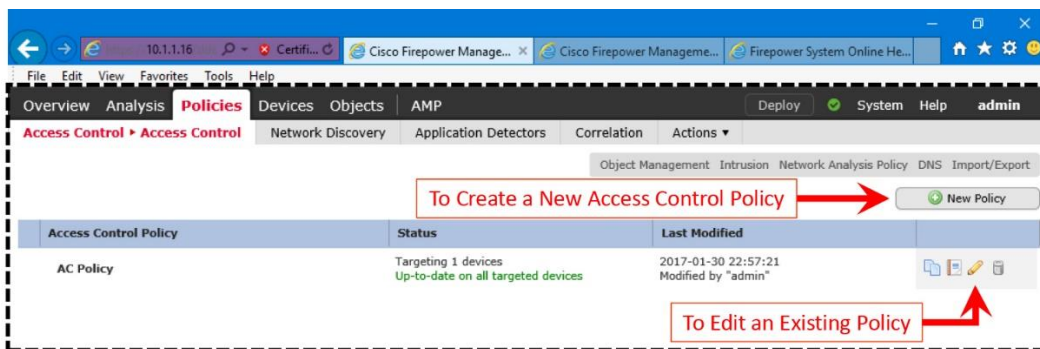 10.1.1.16 Certifi... Cisco Firepower Manage... Cisco Firepower Manageme... Firepower System Online He...
File Edit View Favorites Tools Help
Overview Analysis Policies Devices Objects AMP Deploy System Help admin
Access Control ▸ Access Control Network Discovery Application Detectors Correlation Actions ▼
Object Management Intrusion Network Analysis Policy DNS Import/Export
To Create a New Access Control Policy New Policy
Access Control Policy Status Last Modified
AC Policy Targeting 1 devices 2017-01-30 22:57:21
Up-to-date on all targeted devices Modified by "admin"
To Edit an Existing Policy